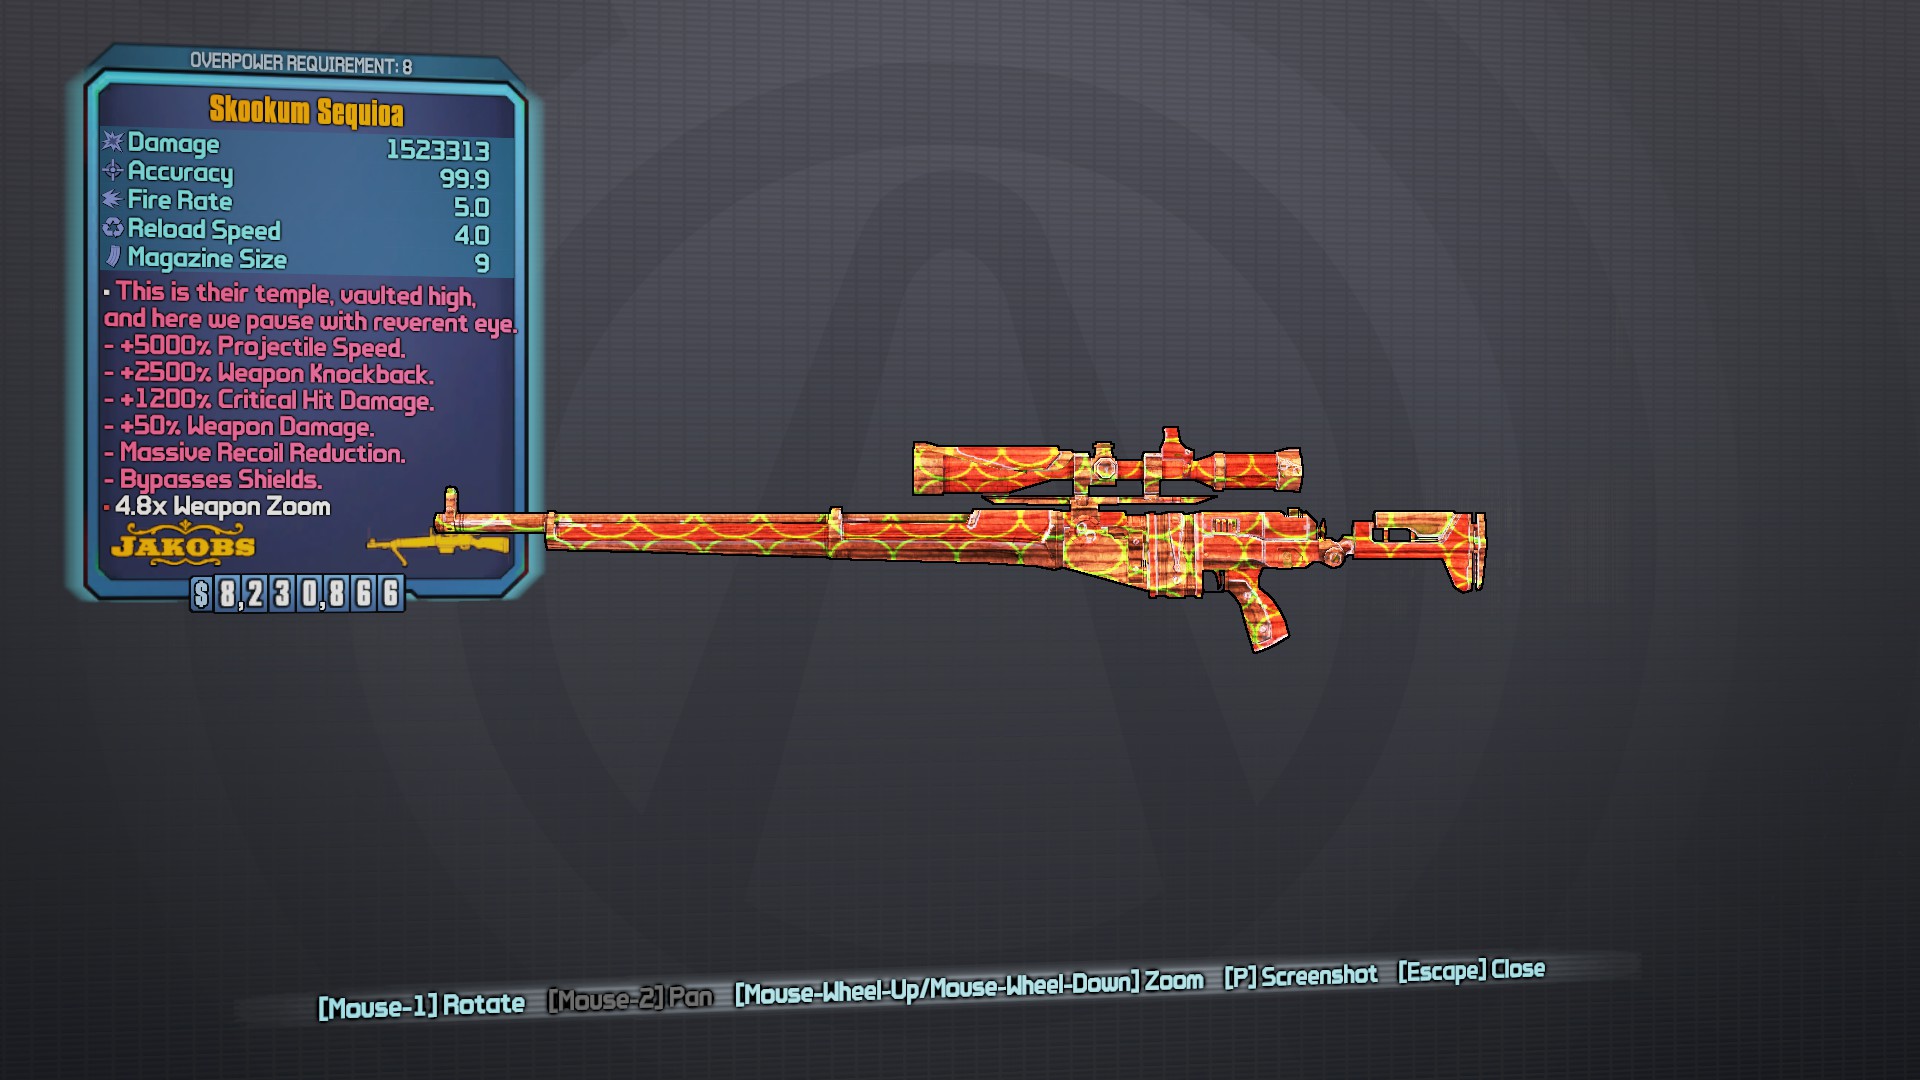 OVERPOWER REQUIREMENT: 8
Skookum Sequioa
Damage 1523313
Accuracy 99.9
Fire Rate 5.0
Reload Speed 4.0
Magazine Size 9
• This is their temple, vaulted high,
and here we pause with reverent eye.
- +5000% Projectile Speed.
- +2500% Weapon Knockback.
- +1200% Critical Hit Damage.
- +50% Weapon Damage.
- Massive Recoil Reduction.
- Bypasses Shields.
• 4.8x Weapon Zoom
JAKOBS
$ 8,230,866
[Mouse-1] Rotate [Mouse-2] Pan [Mouse-Wheel-Up/Mouse-Wheel-Down] Zoom [P] Screenshot [Escape] Close